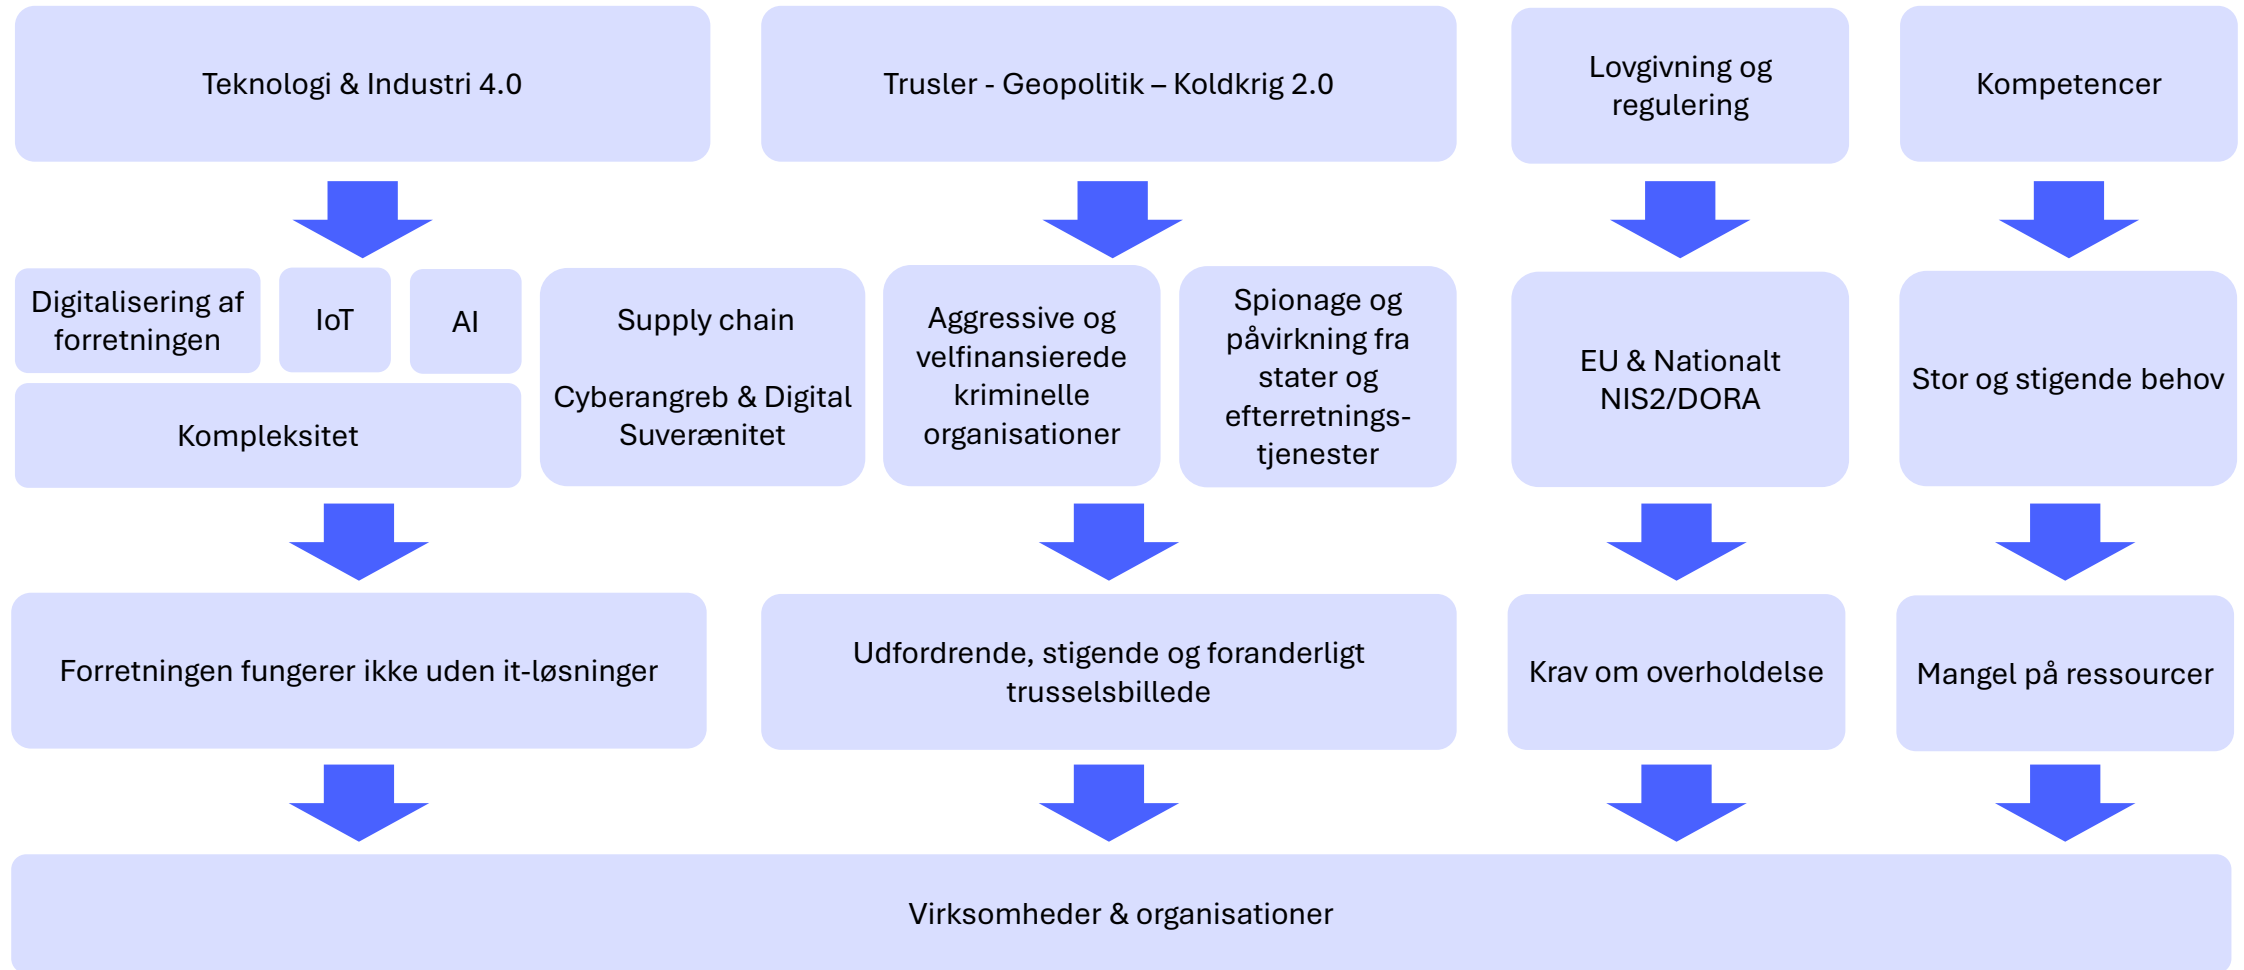 Teknologi & Industri 4.0
Trusler - Geopolitik – Koldkrig 2.0
Lovgivning og
regulering
Kompetencer
Digitalisering af
forretningen
IoT
AI
Kompleksitet
Supply chain
Cyberangreb & Digital
Suverænitet
Aggressive og
velfinansierede
kriminelle
organisationer
Spionage og
påvirkning fra
stater og
efterretnings-
tjenester
EU & Nationalt
NIS2/DORA
Stor og stigende behov
Forretningen fungerer ikke uden it-løsninger
Udfordrende, stigende og foranderligt
trusselsbillede
Krav om overholdelse
Mangel på ressourcer
Virksomheder & organisationer